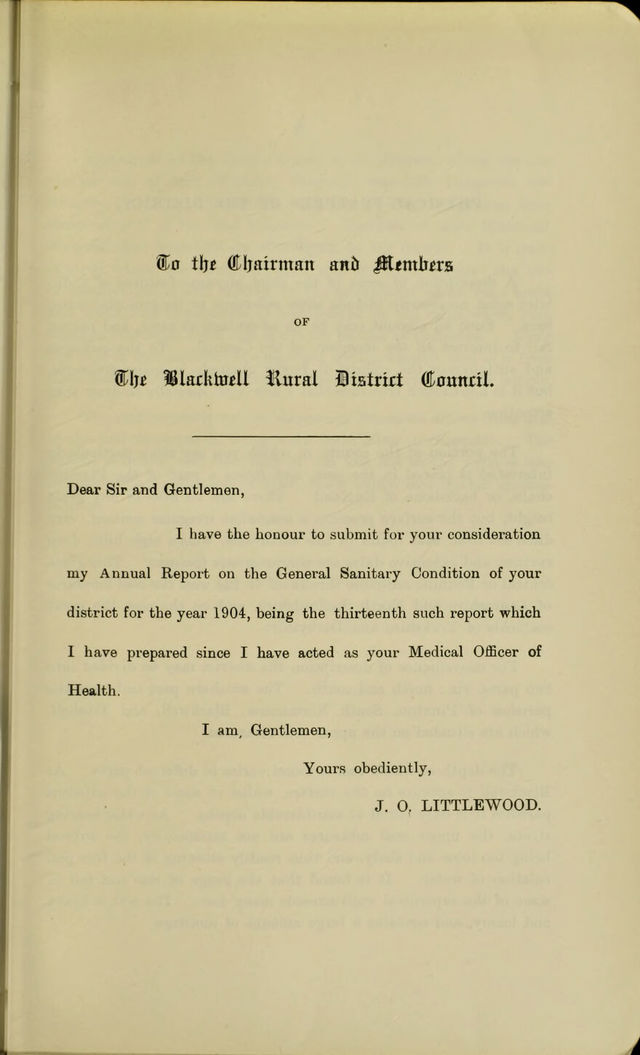 To the Chairman and Members
OF
The Blackwell Rural District Council.
Dear Sir and Gentlemen,
I have the honour to submit for your consideration
my Annual Report on the General Sanitary Condition of your
district for the year 1904, being the thirteenth such report which
I have prepared since I have acted as your Medical Officer of
Health.
I am, Gentlemen,
Yours obediently,
J. O. LITTLEWOOD.